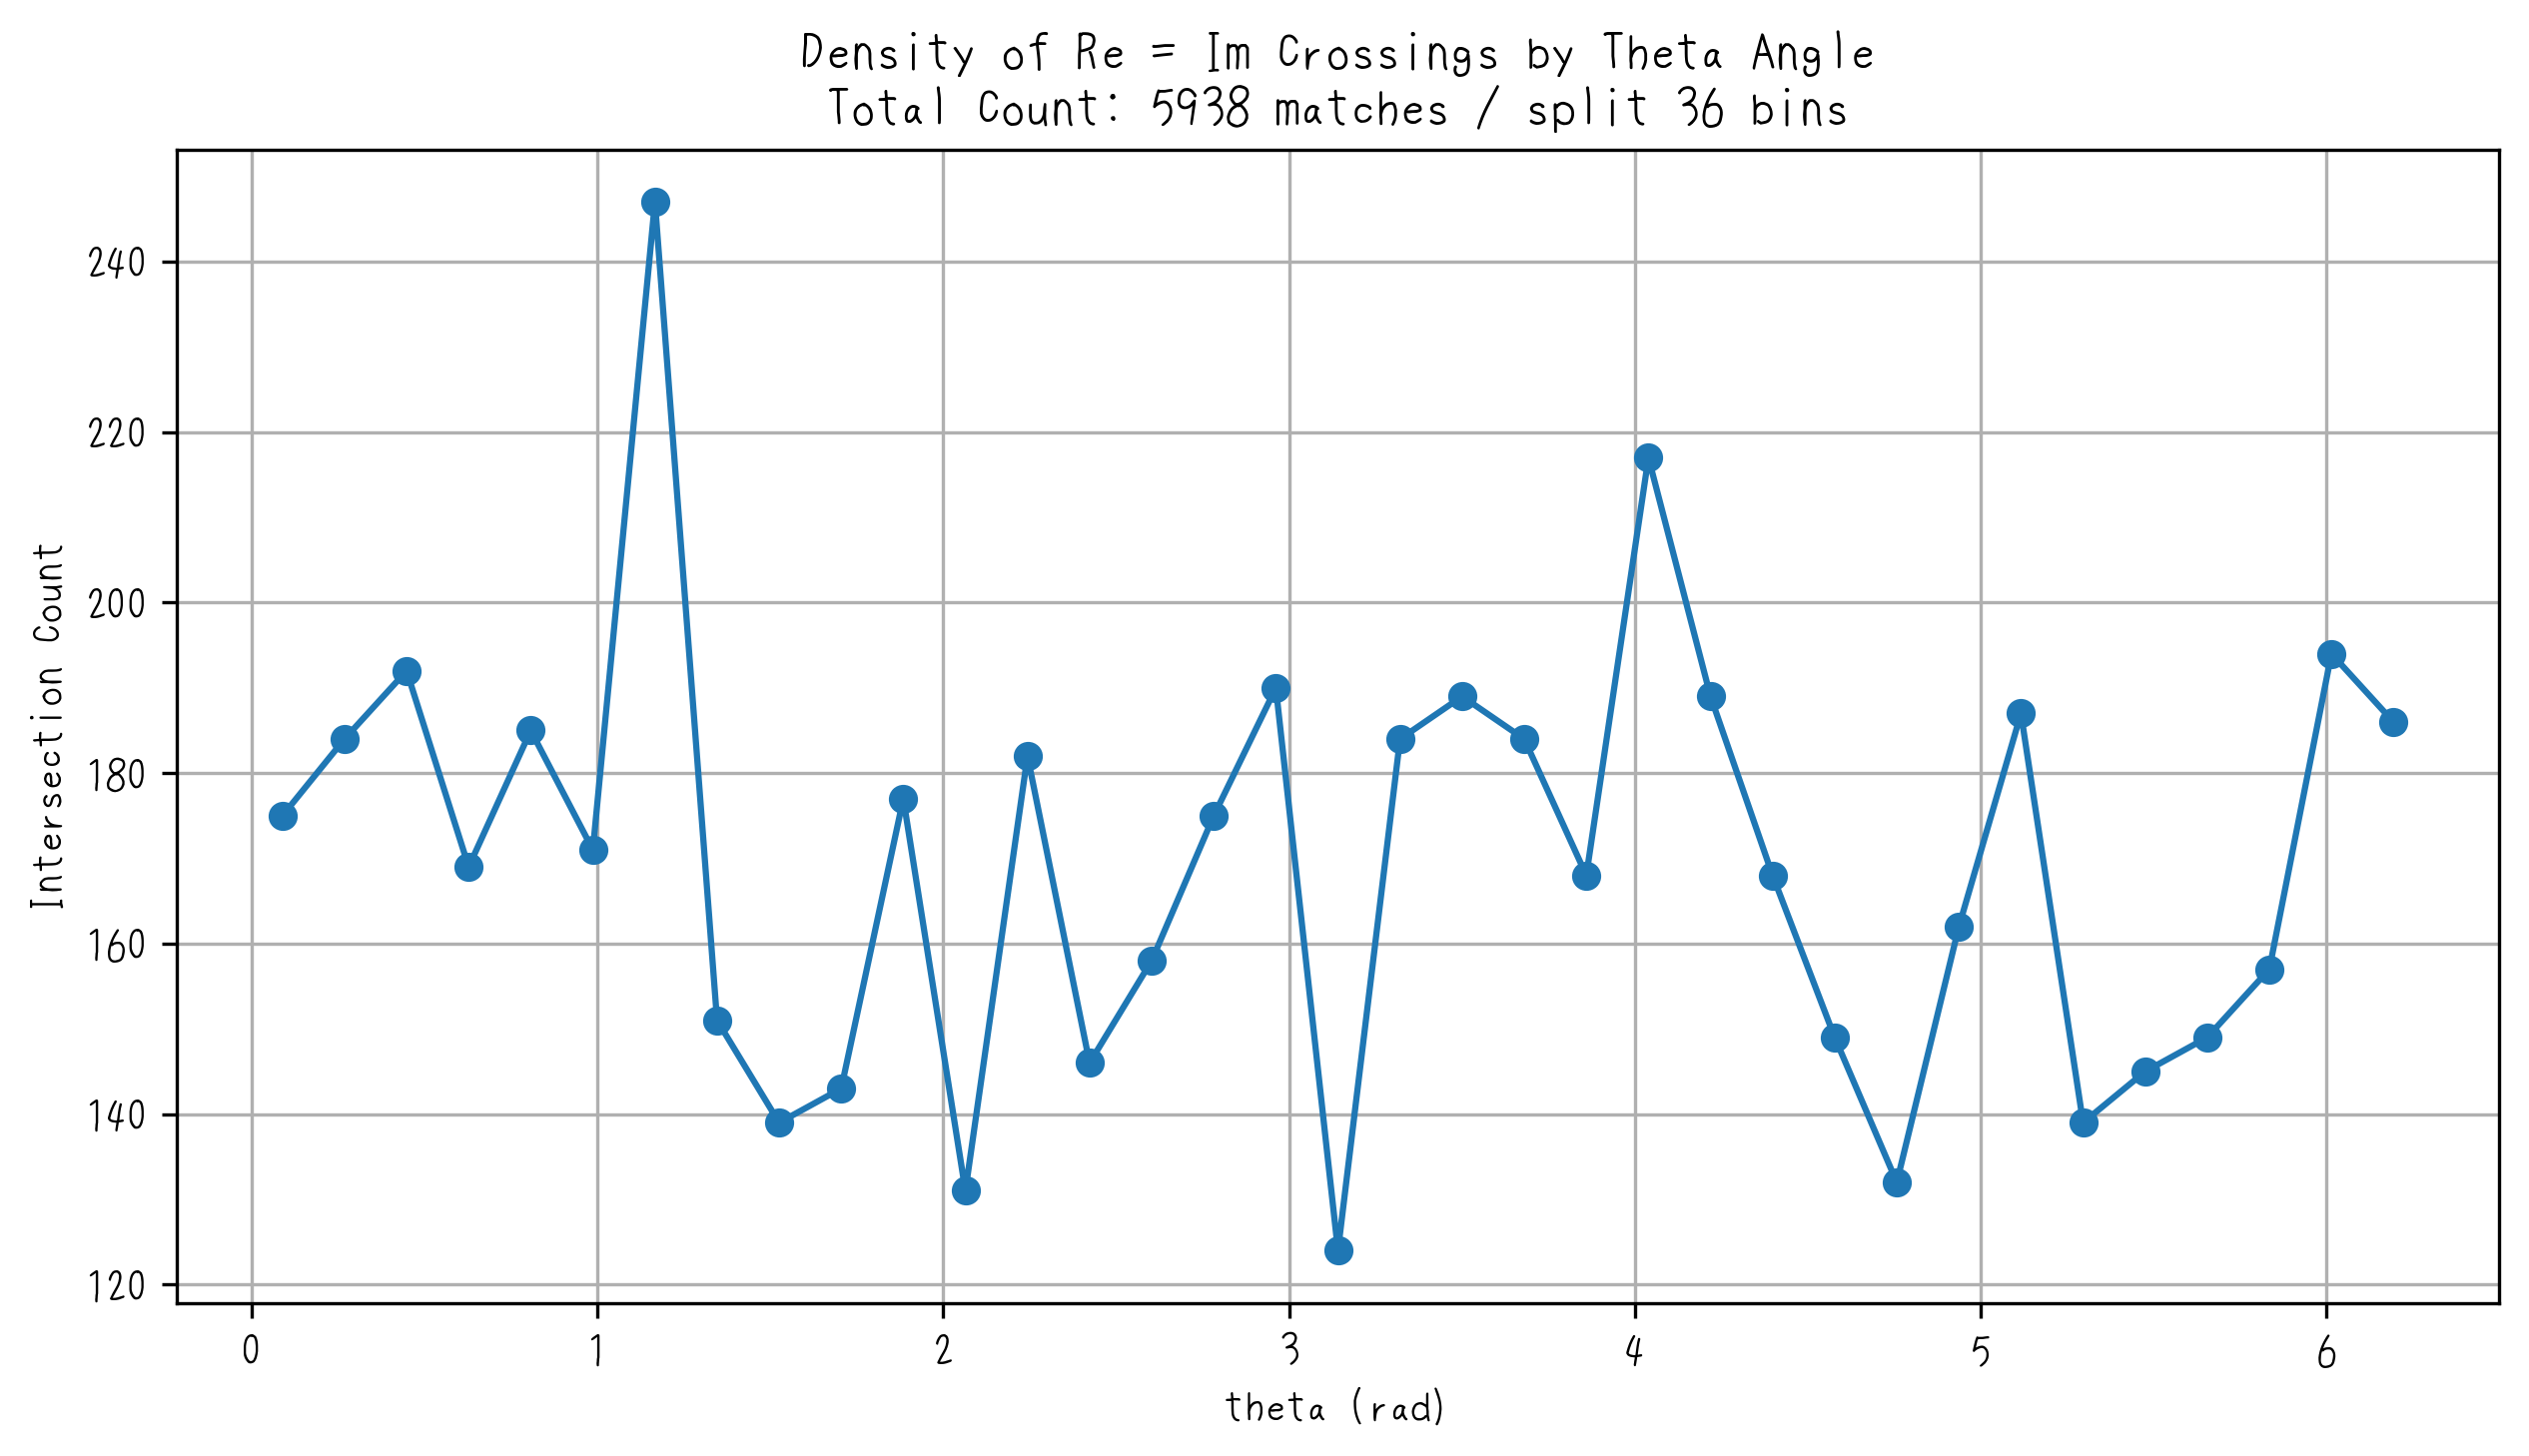 Density of Re = Im Crossings by Theta Angle
Total Count: 5938 matches / split 36 bins
Intersection Count
240
220
200
180
160
140
120
0 1 2 3 4 5 6
theta (rad)